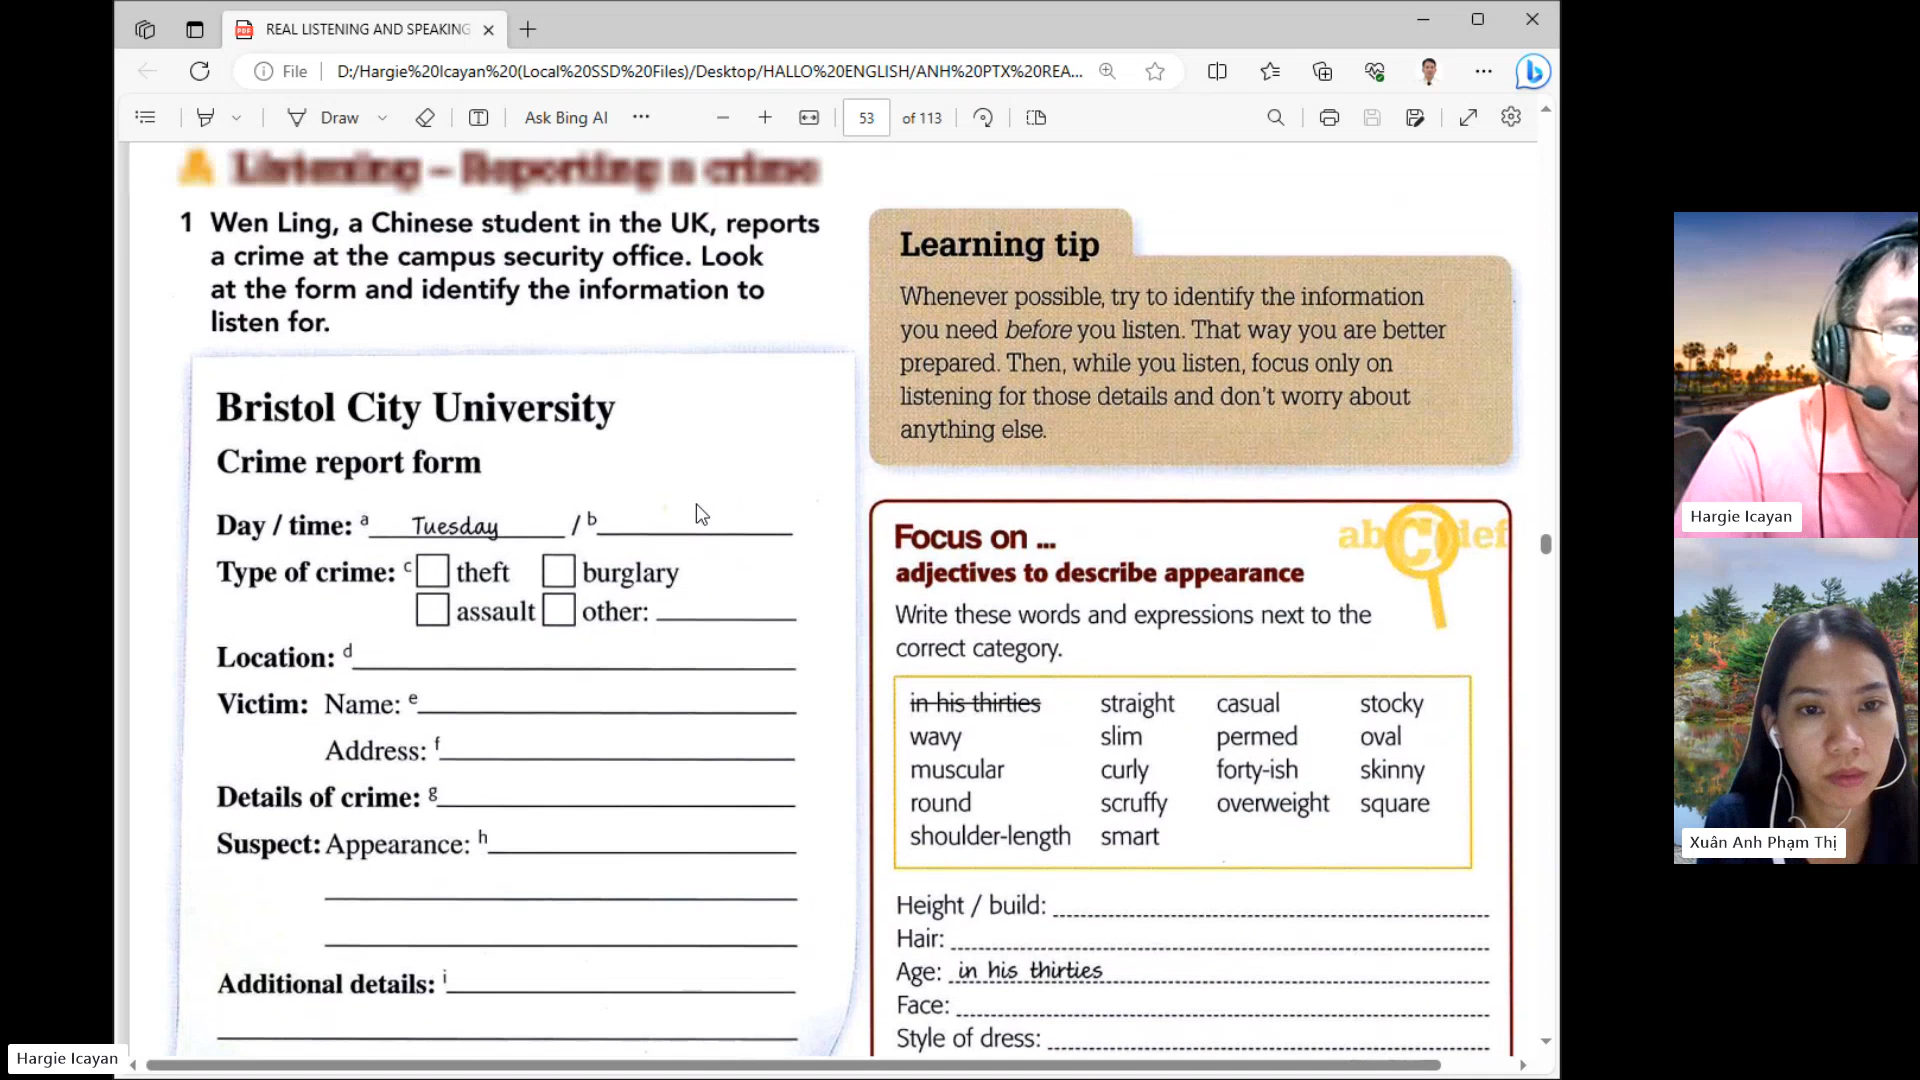 REAL LISTENING AND SPEAKING
File
D:/Hargie%20Icayan%20(Local%20SSD%20Files)/Desktop/HALLO%20ENGLISH/ANH%20PTX%20REA...
Draw
Ask Bing AI
53 of 113
A Listening – Reporting a crime
1 Wen Ling, a Chinese student in the UK, reports
a crime at the campus security office. Look
at the form and identify the information to
listen for.
Bristol City University
Crime report form
Day / time: a Tuesday / b
Type of crime: c theft burglary
assault other:
Location: d
Victim: Name: e
Address: f
Details of crime: g
Suspect: Appearance: h
Additional details: i
Learning tip
Whenever possible, try to identify the information
you need before you listen. That way you are better
prepared. Then, while you listen, focus only on
listening for those details and don't worry about
anything else.
abCdef
Focus on ...
adjectives to describe appearance
Write these words and expressions next to the
correct category.
in his thirties straight casual stocky
wavy slim permed oval
muscular curly forty-ish skinny
round scruffy overweight square
shoulder-length smart
Height / build:
Hair:
Age: in his thirties
Face:
Style of dress:
Hargie Icayan
Xuân Anh Phạm Thị
Hargie Icayan